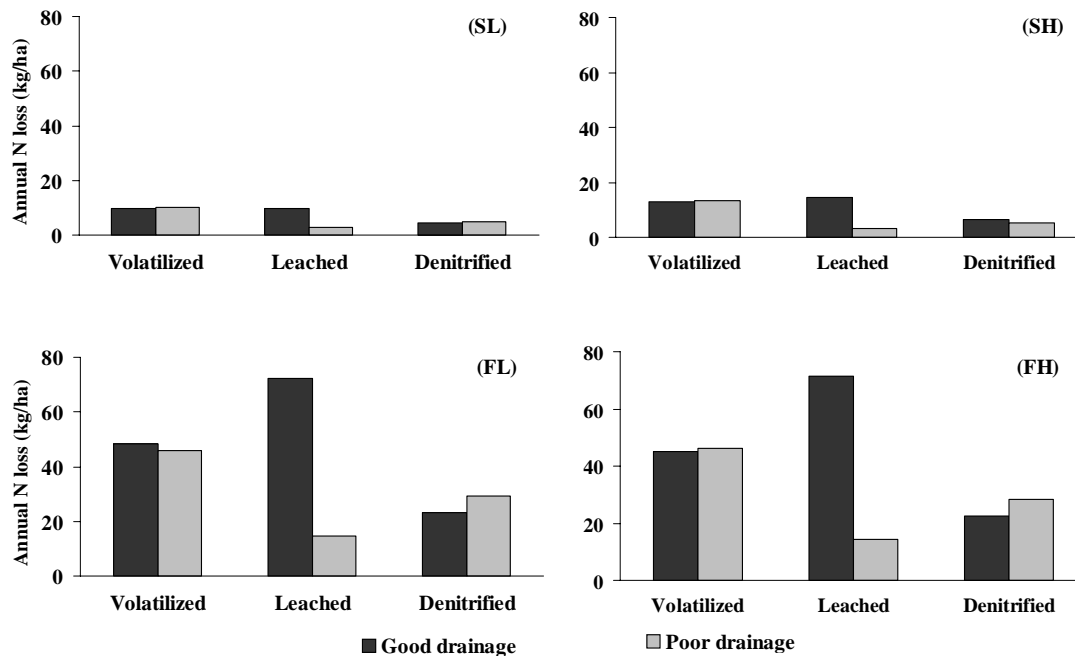 (SL)
Annual N loss (kg/ha)
80
60
40
20
0
Volatilized Leached Denitrified
(SH)
80
60
40
20
0
Volatilized Leached Denitrified
(FL)
Annual N loss (kg/ha)
80
60
40
20
0
Volatilized Leached Denitrified
(FH)
80
60
40
20
0
Volatilized Leached Denitrified
Good drainage Poor drainage